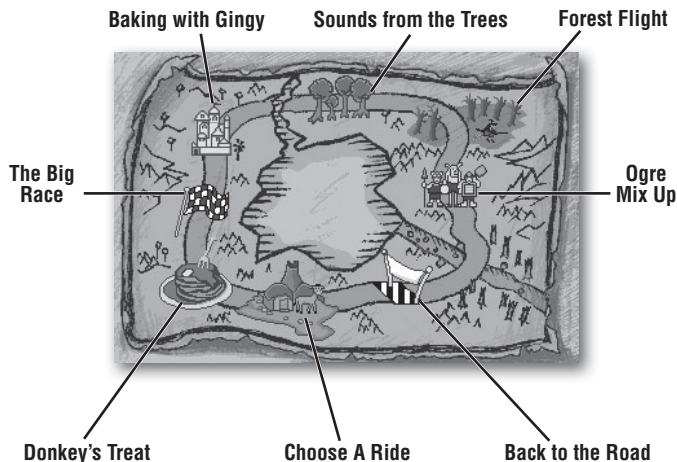 Baking with Gingy
Sounds from the Trees
Forest Flight
The Big
Race
Ogre
Mix Up
Donkey's Treat
Choose A Ride
Back to the Road